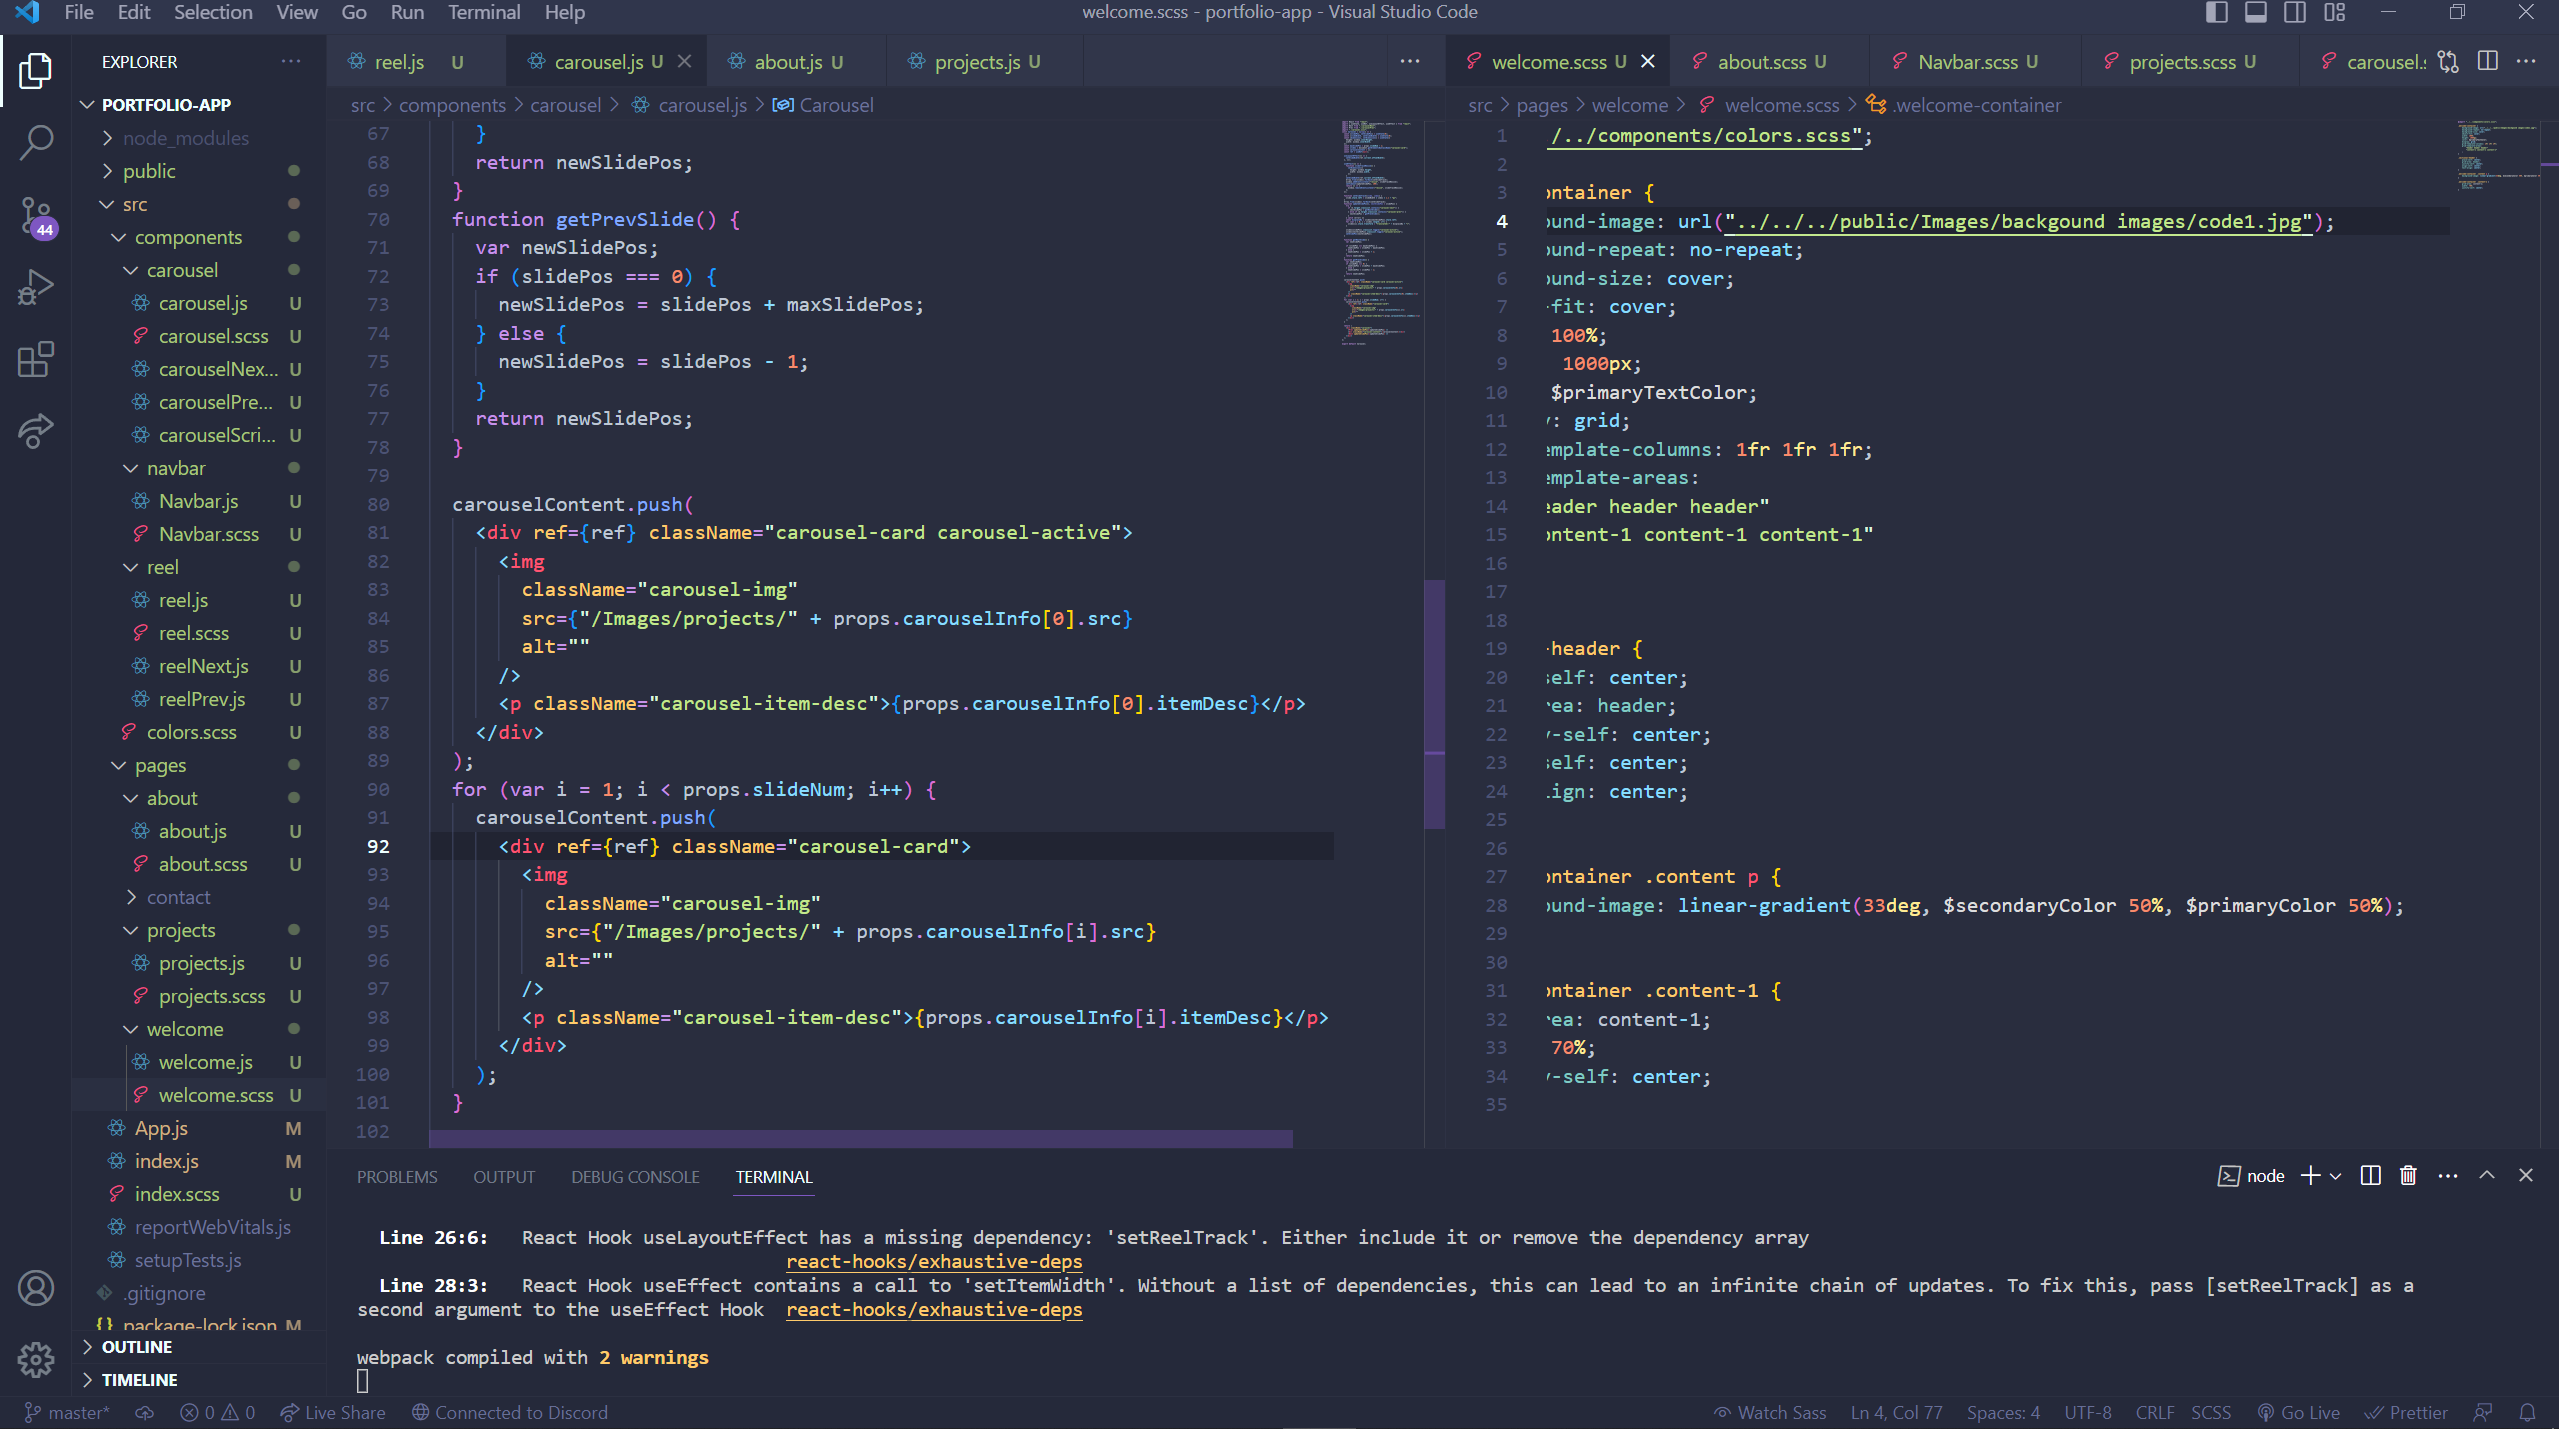 File Edit Selection View Go Run Terminal Help
welcome.scss - portfolio-app - Visual Studio Code
EXPLORER
PORTFOLIO-APP
node_modules
public
src
components
carousel
carousel.js U
carousel.scss U
carouselNex... U
carouselPre... U
carouselScri... U
navbar
Navbar.js U
Navbar.scss U
reel
reel.js U
reel.scss U
reelNext.js U
reelPrev.js U
colors.scss U
pages
about
about.js U
about.scss U
contact
projects
projects.js U
projects.scss U
welcome
welcome.js U
welcome.scss U
App.js M
index.js M
index.scss U
reportWebVitals.js
setupTests.js
.gitignore
{} package-lock.json M
OUTLINE
TIMELINE
44
reel.js U carousel.js U about.js U projects.js U
src > components > carousel > carousel.js > Carousel
67 }
68 return newSlidePos;
69 }
70 function getPrevSlide() {
71 var newSlidePos;
72 if (slidePos === 0) {
73 newSlidePos = slidePos + maxSlidePos;
74 } else {
75 newSlidePos = slidePos - 1;
76 }
77 return newSlidePos;
78 }
79
80 carouselContent.push(
81 <div ref={ref} className="carousel-card carousel-active">
82 <img
83 className="carousel-img"
84 src={"/Images/projects/" + props.carouselInfo[0].src}
85 alt=""
86 />
87 <p className="carousel-item-desc">{props.carouselInfo[0].itemDesc}</p>
88 </div>
89 );
90 for (var i = 1; i < props.slideNum; i++) {
91 carouselContent.push(
92 <div ref={ref} className="carousel-card">
93 <img
94 className="carousel-img"
95 src={"/Images/projects/" + props.carouselInfo[i].src}
96 alt=""
97 />
98 <p className="carousel-item-desc">{props.carouselInfo[i].itemDesc}</p>
99 </div>
100 );
101 }
102
welcome.scss U about.scss U Navbar.scss U projects.scss U carousel.s
src > pages > welcome > welcome.scss > .welcome-container
1 /../components/colors.scss";
2
3 ontainer {
4 ound-image: url("../../../public/Images/backgound images/code1.jpg");
5 ound-repeat: no-repeat;
6 ound-size: cover;
7 -fit: cover;
8 100%;
9 1000px;
10 $primaryTextColor;
11 y: grid;
12 emplate-columns: 1fr 1fr 1fr;
13 emplate-areas:
14 eader header header"
15 ontent-1 content-1 content-1"
16
17
18
19 -header {
20 self: center;
21 rea: header;
22 y-self: center;
23 self: center;
24 lign: center;
25
26
27 ontainer .content p {
28 ound-image: linear-gradient(33deg, $secondaryColor 50%, $primaryColor 50%);
29
30
31 ontainer .content-1 {
32 rea: content-1;
33 70%;
34 y-self: center;
35
PROBLEMS OUTPUT DEBUG CONSOLE TERMINAL
node
Line 26:6: React Hook useLayoutEffect has a missing dependency: 'setReelTrack'. Either include it or remove the dependency array
react-hooks/exhaustive-deps
Line 28:3: React Hook useEffect contains a call to 'setItemWidth'. Without a list of dependencies, this can lead to an infinite chain of updates. To fix this, pass [setReelTrack] as a
second argument to the useEffect Hook react-hooks/exhaustive-deps
webpack compiled with 2 warnings
master* 0 0 Live Share Connected to Discord
Watch Sass Ln 4, Col 77 Spaces: 4 UTF-8 CRLF SCSS Go Live Prettier